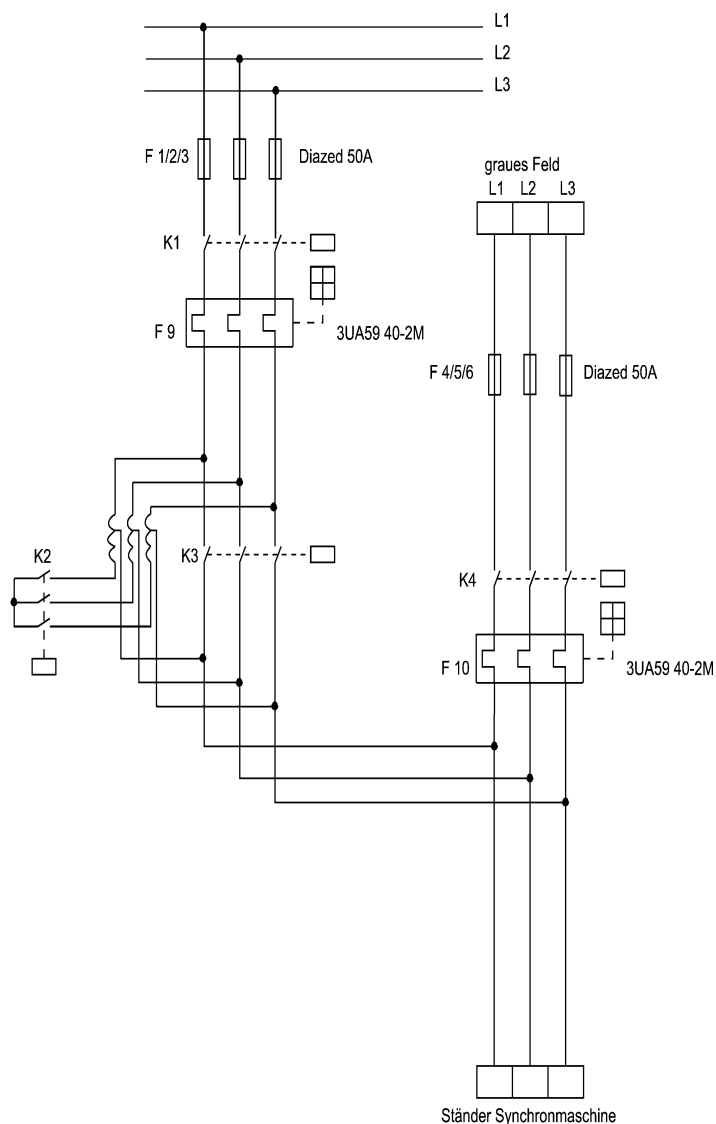 L1
L2
L3
F 1/2/3
Diazed 50A
graues Feld
L1 L2 L3
K1
F 9
3UA59 40-2M
F 4/5/6
Diazed 50A
K2
K3
K4
F 10
3UA59 40-2M
Ständer Synchronmaschine